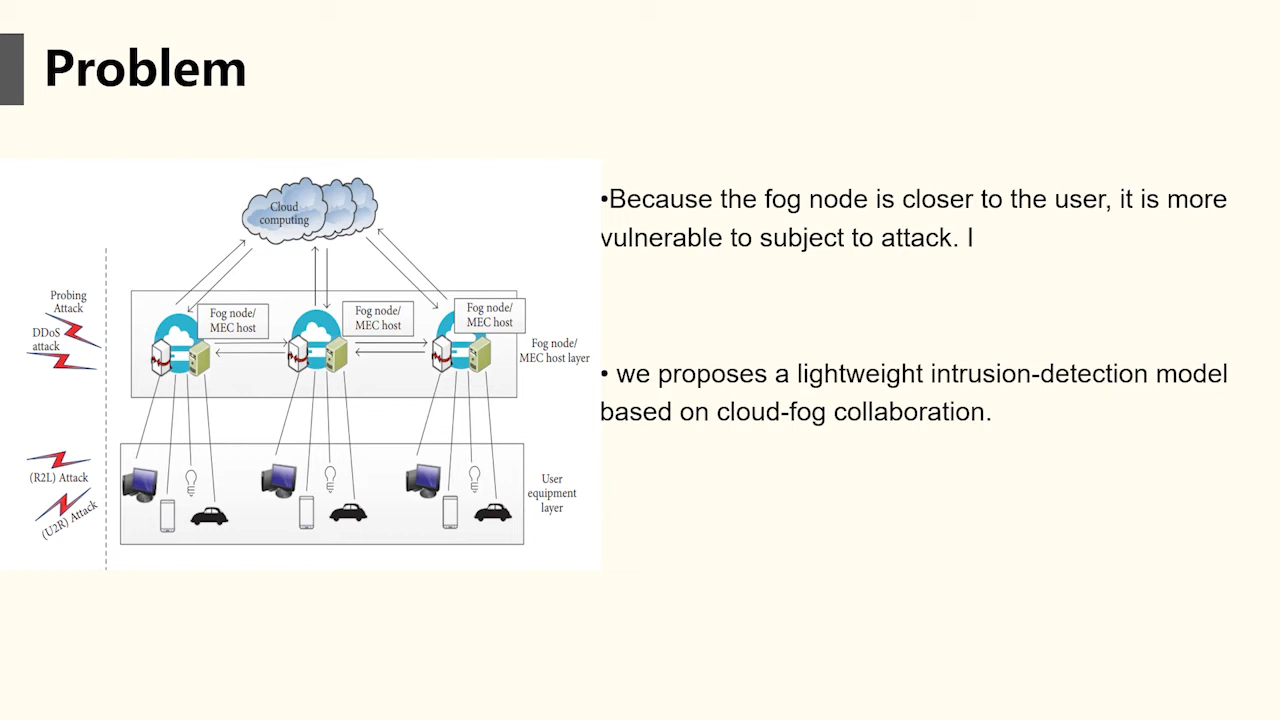 Problem
Cloud
computing
Probing
Attack
DDoS
attack
Fog node/
MEC host
Fog node/
MEC host
Fog node/
MEC host
Fog node/
MEC host layer
(R2L) Attack
(U2R) Attack
User
equipment
layer
•Because the fog node is closer to the user, it is more
vulnerable to subject to attack. I
• we proposes a lightweight intrusion-detection model
based on cloud-fog collaboration.